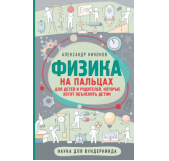 АЛЕКСАНДР НИКОНОВ
ФИЗИКА
НА ПАЛЬЦАХ
ДЛЯ ДЕТЕЙ И РОДИТЕЛЕЙ, КОТОРЫЕ
ХОТЯТ ОБЪЯСНЯТЬ ДЕТЯМ
НАУКА ДЛЯ ВУНДЕРКИНДА